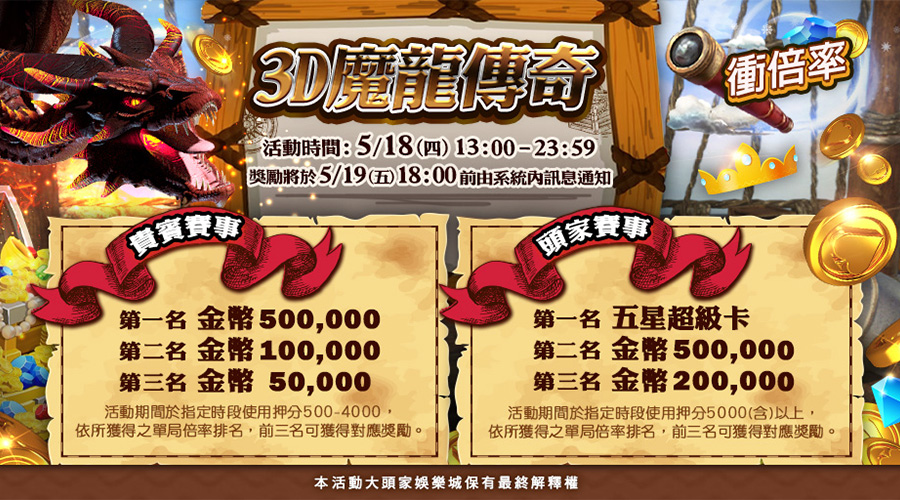 3D魔龍傳奇
衝倍率
活動時間：5/18(四) 13:00-23:59
獎勵將於5/19(五)18:00前由系統內訊息通知
貴賓賽事
第一名 金幣 500,000
第二名 金幣 100,000
第三名 金幣 50,000
活動期間於指定時段使用押分500-4000，
依所獲得之單局倍率排名，前三名可獲得對應獎勵。
頭家賽事
第一名 五星超級卡
第二名 金幣 500,000
第三名 金幣 200,000
活動期間於指定時段使用押分5000(含)以上，
依所獲得之單局倍率排名，前三名可獲得對應獎勵。
本活動大頭家娛樂城保有最終解釋權